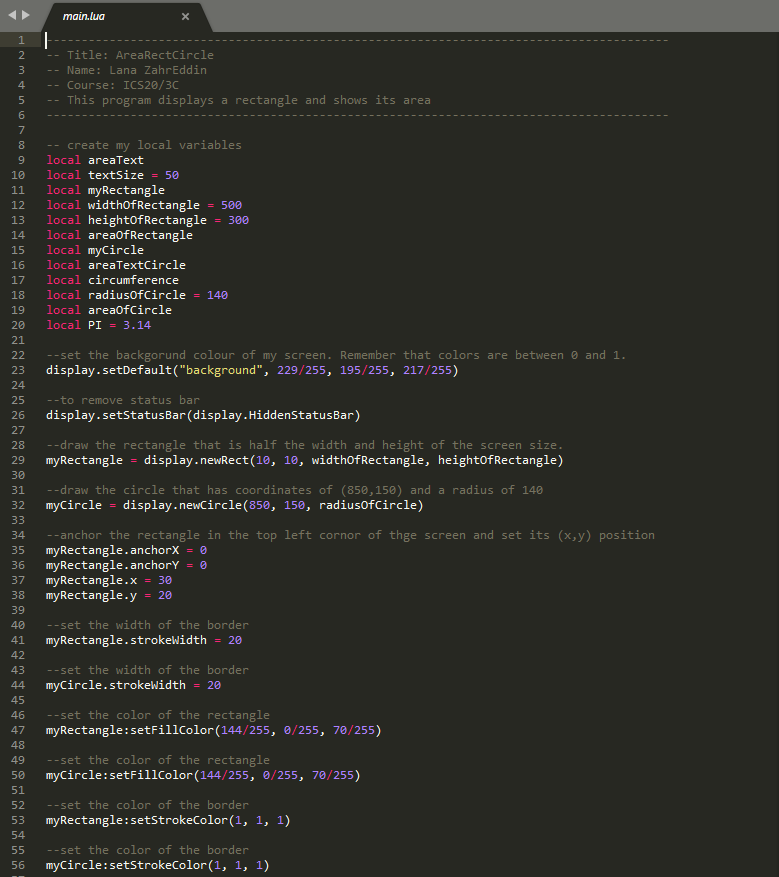 main.lua
1 -----------------------------------------------------------------------------------------
2 -- Title: AreaRectCircle
3 -- Name: Lana ZahrEddin
4 -- Course: ICS20/3C
5 -- This program displays a rectangle and shows its area
6 -----------------------------------------------------------------------------------------
7
8 -- create my local variables
9 local areaText
10 local textSize = 50
11 local myRectangle
12 local widthOfRectangle = 500
13 local heightOfRectangle = 300
14 local areaOfRectangle
15 local myCircle
16 local areaTextCircle
17 local circumference
18 local radiusOfCircle = 140
19 local areaOfCircle
20 local PI = 3.14
21
22 --set the backgorund colour of my screen. Remember that colors are between 0 and 1.
23 display.setDefault("background", 229/255, 195/255, 217/255)
24
25 --to remove status bar
26 display.setStatusBar(display.HiddenStatusBar)
27
28 --draw the rectangle that is half the width and height of the screen size.
29 myRectangle = display.newRect(10, 10, widthOfRectangle, heightOfRectangle)
30
31 --draw the circle that has coordinates of (850,150) and a radius of 140
32 myCircle = display.newCircle(850, 150, radiusOfCircle)
33
34 --anchor the rectangle in the top left cornor of thge screen and set its (x,y) position
35 myRectangle.anchorX = 0
36 myRectangle.anchorY = 0
37 myRectangle.x = 30
38 myRectangle.y = 20
39
40 --set the width of the border
41 myRectangle.strokeWidth = 20
42
43 --set the width of the border
44 myCircle.strokeWidth = 20
45
46 --set the color of the rectangle
47 myRectangle:setFillColor(144/255, 0/255, 70/255)
48
49 --set the color of the rectangle
50 myCircle:setFillColor(144/255, 0/255, 70/255)
51
52 --set the color of the border
53 myRectangle:setStrokeColor(1, 1, 1)
54
55 --set the color of the border
56 myCircle:setStrokeColor(1, 1, 1)